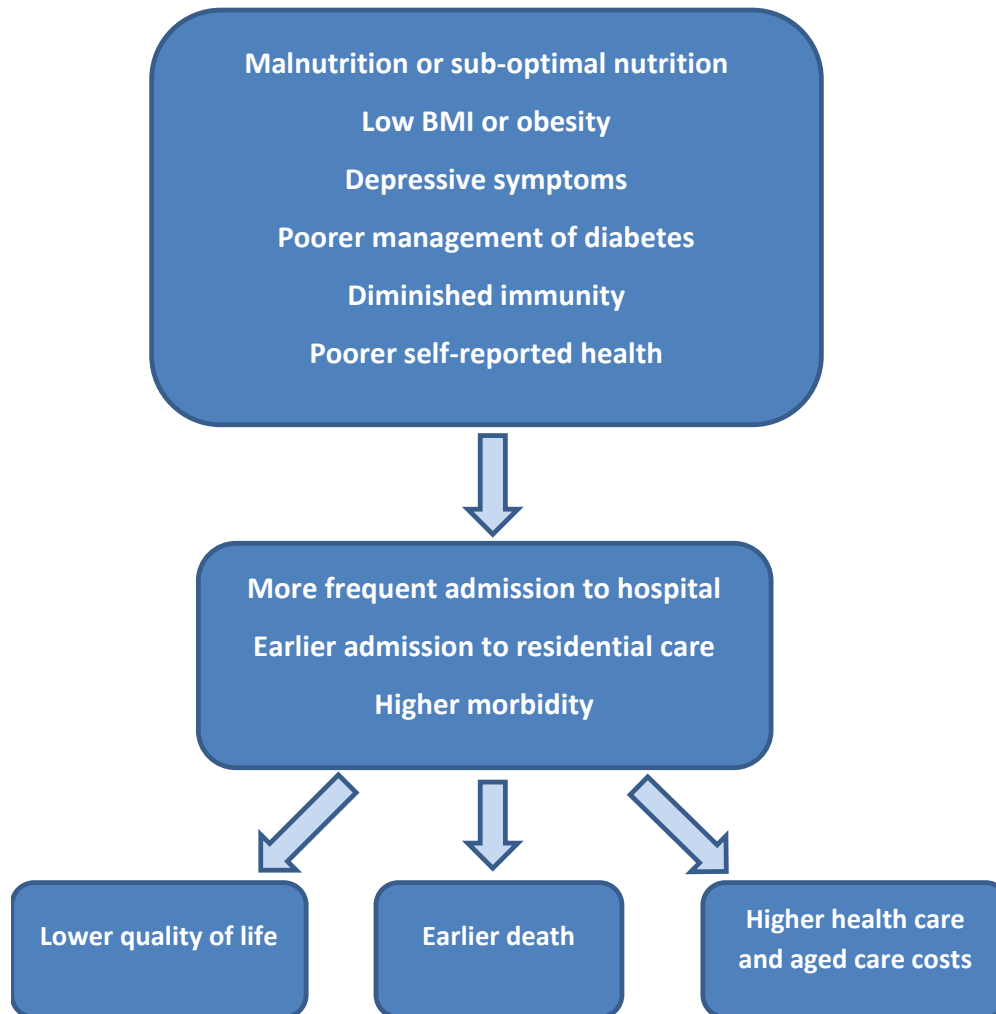 Malnutrition or sub-optimal nutrition
Low BMI or obesity
Depressive symptoms
Poorer management of diabetes
Diminished immunity
Poorer self-reported health
More frequent admission to hospital
Earlier admission to residential care
Higher morbidity
Lower quality of life
Earlier death
Higher health care
and aged care costs